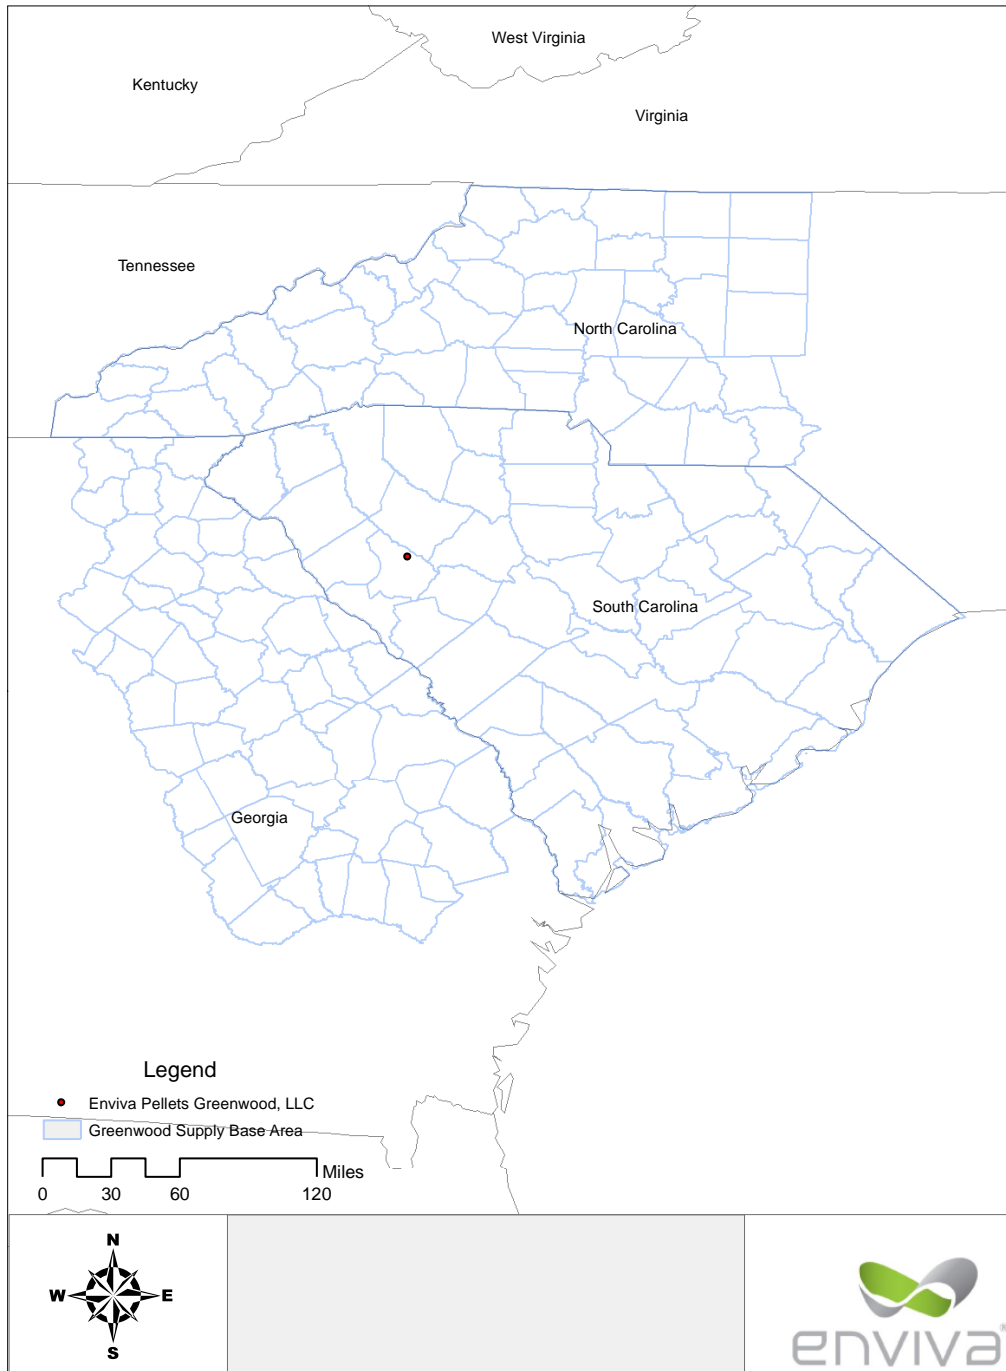 West Virginia
Kentucky
Virginia
Tennessee
North Carolina
South Carolina
Georgia
Legend
Enviva Pellets Greenwood, LLC
Greenwood Supply Base Area
Miles
0 30 60 120
N
W E
S
enviva®